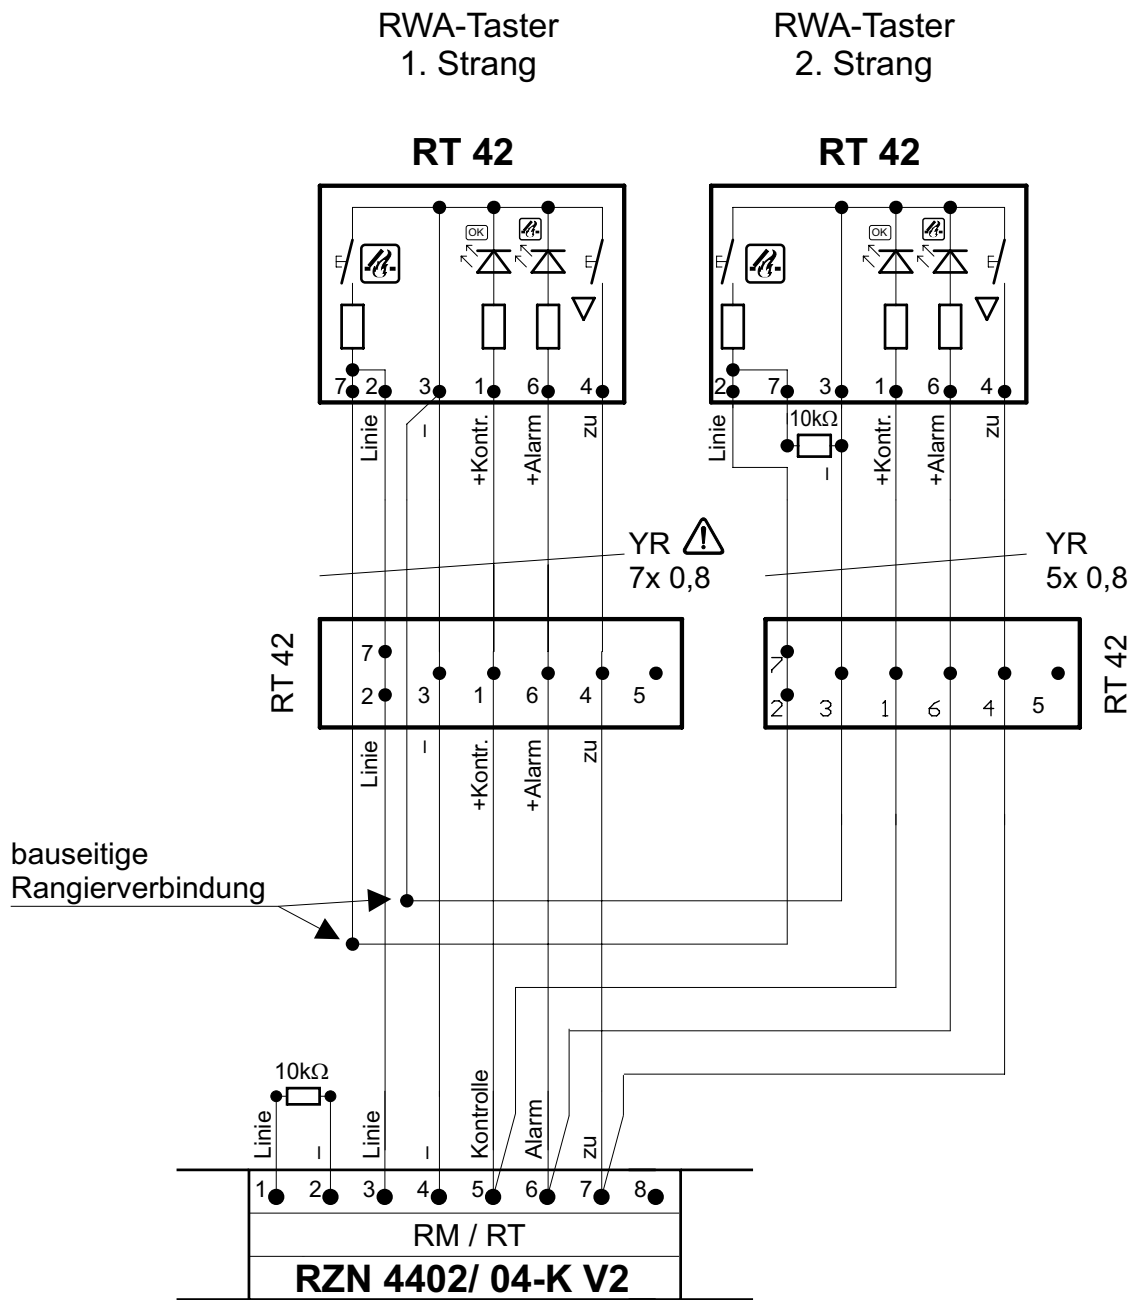 RWA-Taster
1. Strang
RWA-Taster
2. Strang
RT 42
RT 42
OK
OK
7 2 3 1 6 4
2 7 3 1 6 4
Linie
–
+Kontr.
+Alarm
zu
Linie
10kΩ
–
+Kontr.
+Alarm
zu
YR
7x 0,8
YR
5x 0,8
RT 42
7
2 3 1 6 4 5
7
2 3 1 6 4 5
RT 42
Linie
–
+Kontr.
+Alarm
zu
bauseitige
Rangierverbindung
10kΩ
Linie
–
Linie
–
Kontrolle
Alarm
zu
1 2 3 4 5 6 7 8
RM / RT
RZN 4402/ 04-K V2